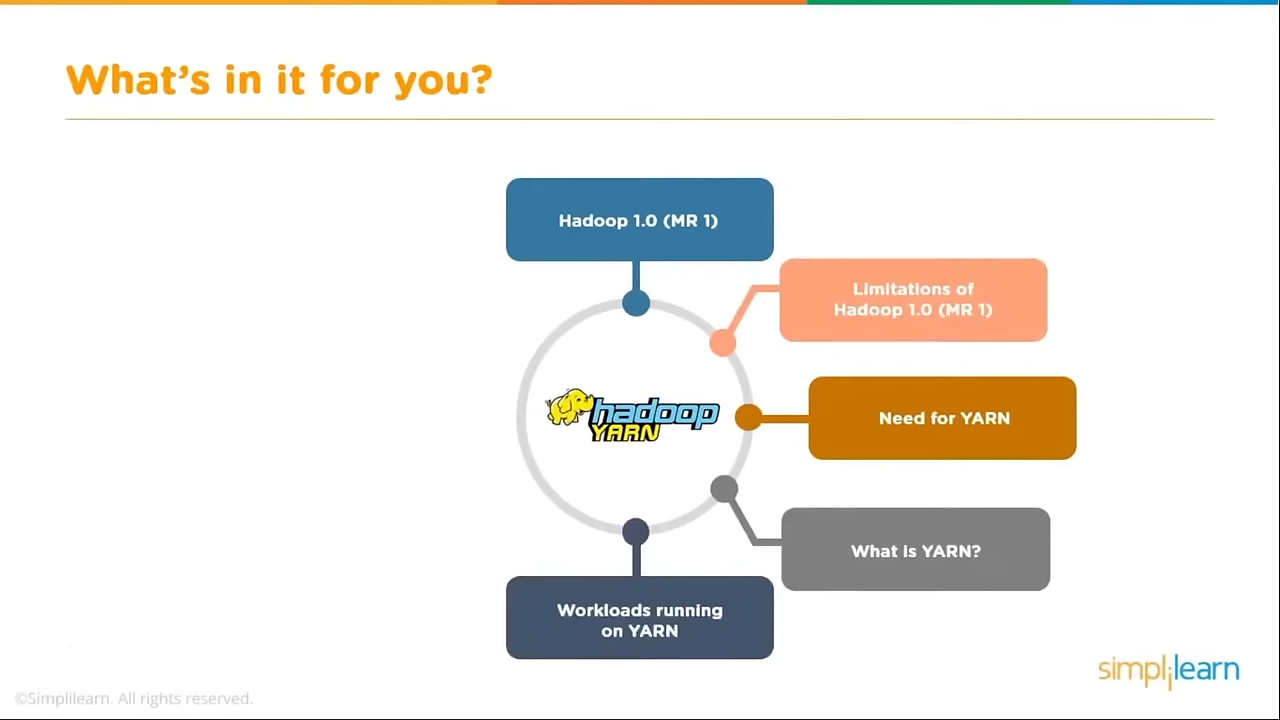 What's in it for you?
Hadoop 1.0 (MR 1)
Limitations of
Hadoop 1.0 (MR 1)
Need for YARN
hadoop
YARN
What is YARN?
Workloads running
on YARN
simplilearn
©Simplilearn. All rights reserved.